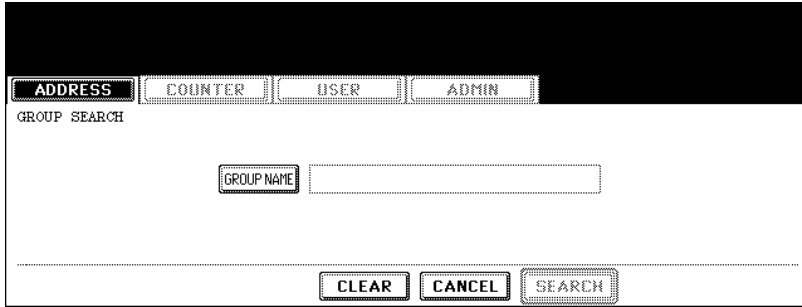 ADDRESS COUNTER USER ADMIN
GROUP SEARCH
GROUP NAME
CLEAR CANCEL SEARCH